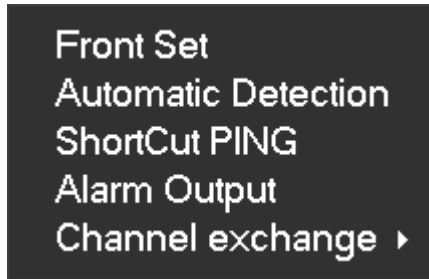 Front Set
Automatic Detection
ShortCut PING
Alarm Output
Channel exchange